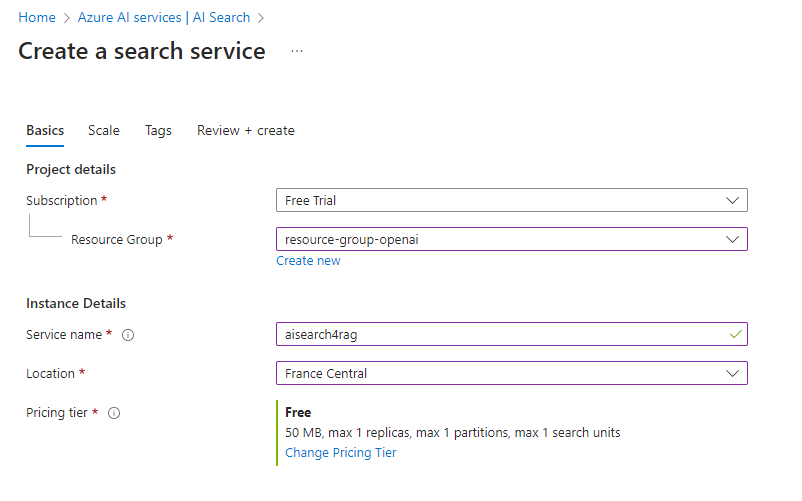 Home > Azure AI services | AI Search >
Create a search service ...
Basics Scale Tags Review + create
Project details
Subscription * Free Trial
Resource Group * resource-group-openai
Create new
Instance Details
Service name * aisearch4rag
Location * France Central
Pricing tier * Free
50 MB, max 1 replicas, max 1 partitions, max 1 search units
Change Pricing Tier